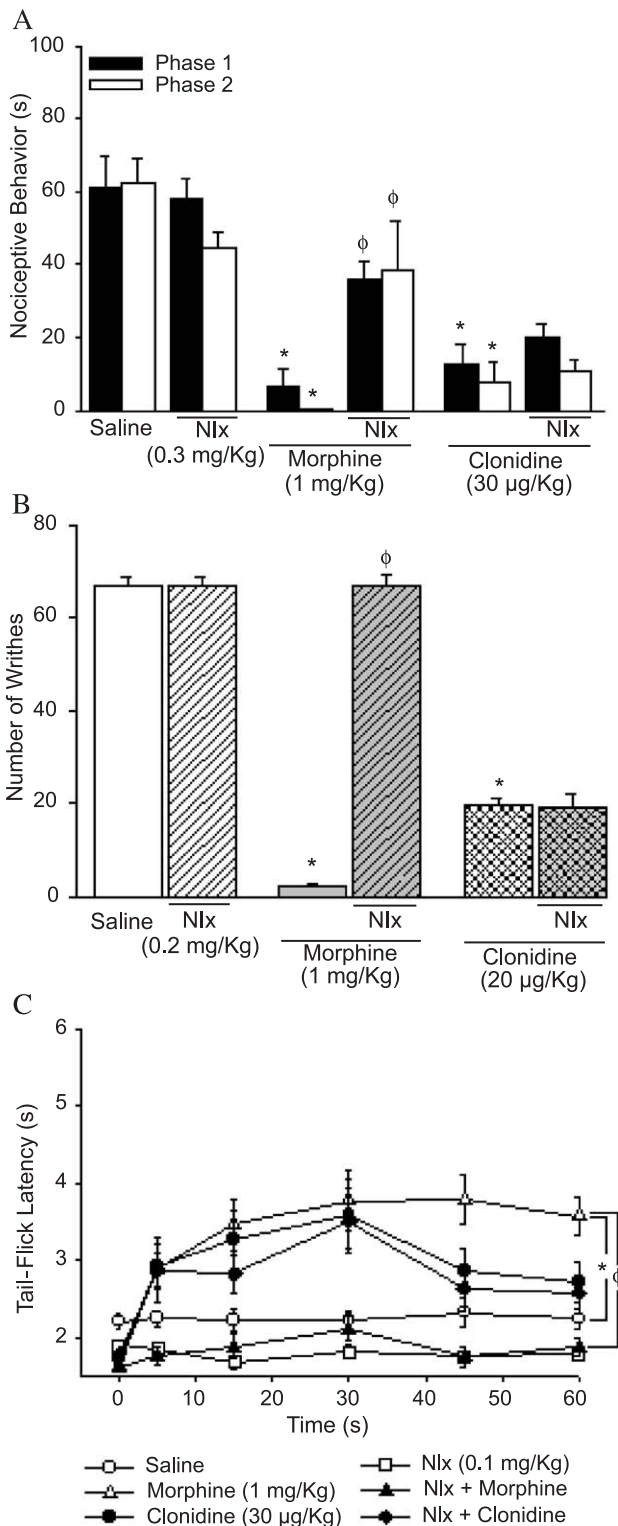 A
Phase 1
Phase 2
Nociceptive Behavior (s)
100
80
60
40
20
0
ϕ
ϕ
*
*
*
*
Saline
Nlx
(0.3 mg/Kg)
Nlx
Morphine
(1 mg/Kg)
Nlx
Clonidine
(30 µg/Kg)
B
Number of Writhes
80
60
40
20
0
ϕ
*
*
Saline
Nlx
(0.2 mg/Kg)
Nlx
Morphine
(1 mg/Kg)
Nlx
Clonidine
(20 µg/Kg)
C
Tail-Flick Latency (s)
6
5
4
3
2
* ϕ
0 10 20 30 40 50 60
Time (s)
Saline
Nlx (0.1 mg/Kg)
Morphine (1 mg/Kg)
Nlx + Morphine
Clonidine (30 µg/Kg)
Nlx + Clonidine